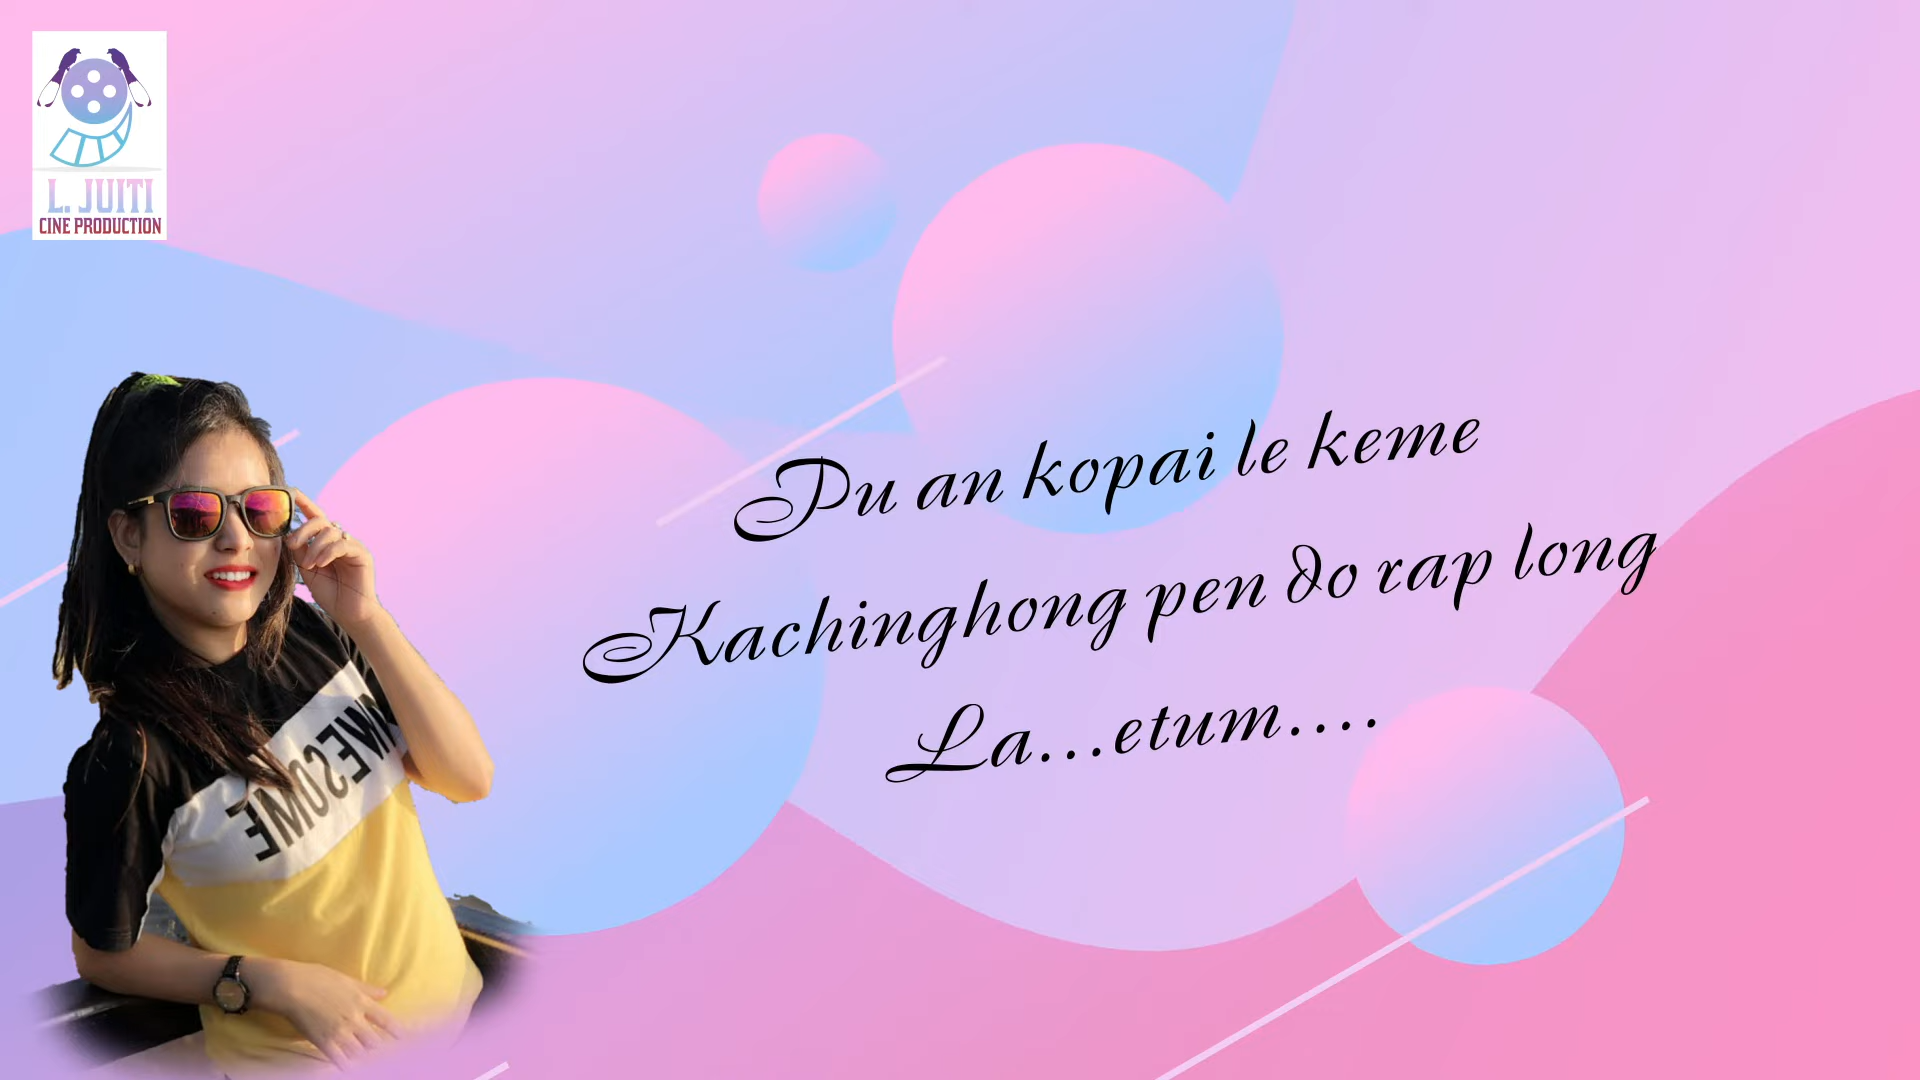 L. JUITI
CINE PRODUCTION
Pu an kopai le keme
Kachinghong pen do rap long
La...etum....
AWESOME